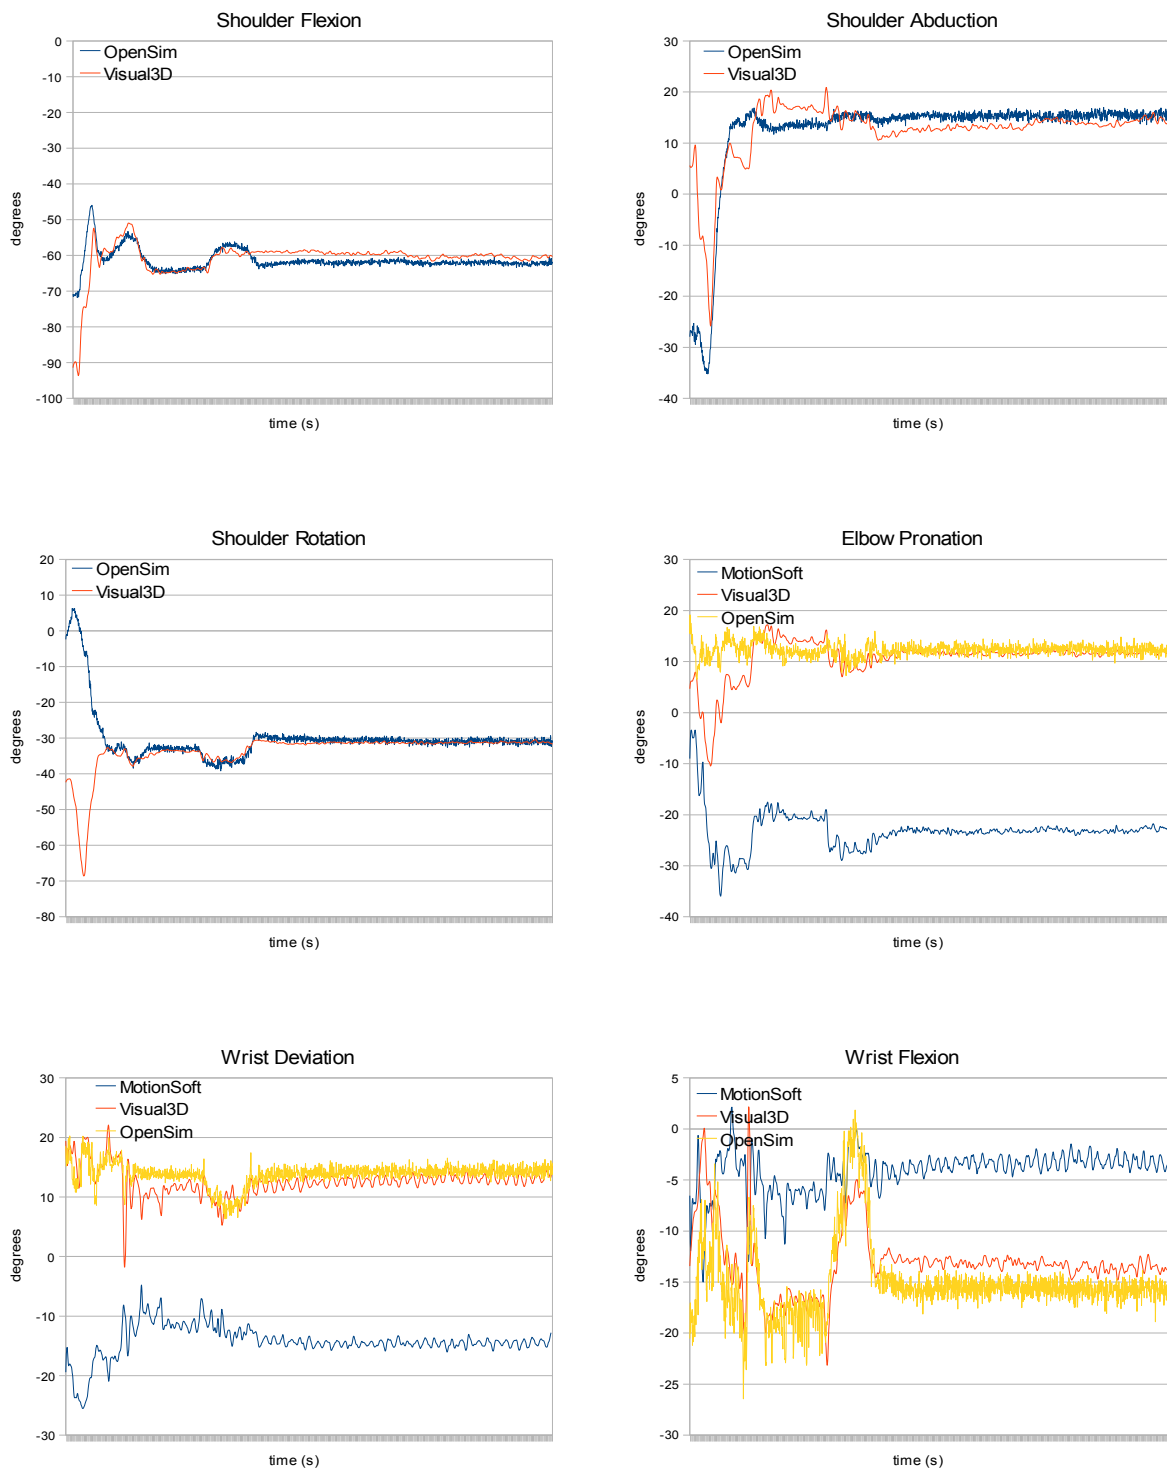 Shoulder Flexion
0
-10
-20
-30
-40
-50
-60
-70
-80
-90
-100
degrees
OpenSim
Visual3D
time (s)
Shoulder Abduction
30
20
10
0
-10
-20
-30
-40
degrees
OpenSim
Visual3D
time (s)
Shoulder Rotation
20
10
0
-10
-20
-30
-40
-50
-60
-70
-80
degrees
OpenSim
Visual3D
time (s)
Elbow Pronation
30
20
10
0
-10
-20
-30
-40
degrees
MotionSoft
Visual3D
OpenSim
time (s)
Wrist Deviation
30
20
10
0
-10
-20
-30
degrees
MotionSoft
Visual3D
OpenSim
time (s)
Wrist Flexion
5
0
-5
-10
-15
-20
-25
-30
degrees
MotionSoft
Visual3D
OpenSim
time (s)